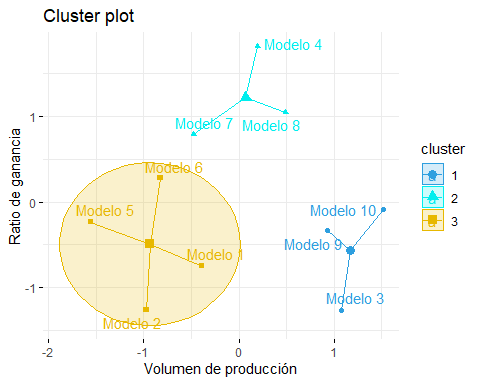 Cluster plot
Modelo 4
Modelo 7
Modelo 8
Modelo 6
Modelo 5
Modelo 10
Modelo 9
Modelo 1
Modelo 3
Modelo 2
Ratio de ganancia
1
0
-1
-2
-1
0
1
Volumen de producción
cluster
1
2
3